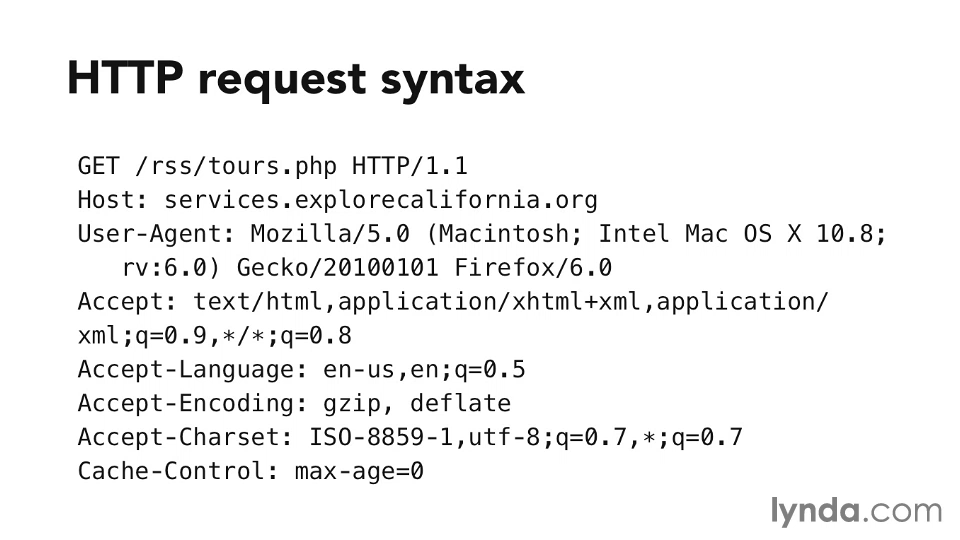 HTTP request syntax
GET /rss/tours.php HTTP/1.1
Host: services.explorecalifornia.org
User-Agent: Mozilla/5.0 (Macintosh; Intel Mac OS X 10.8;
rv:6.0) Gecko/20100101 Firefox/6.0
Accept: text/html,application/xhtml+xml,application/
xml;q=0.9,*/*;q=0.8
Accept-Language: en-us,en;q=0.5
Accept-Encoding: gzip, deflate
Accept-Charset: ISO-8859-1,utf-8;q=0.7,*;q=0.7
Cache-Control: max-age=0
lynda.com